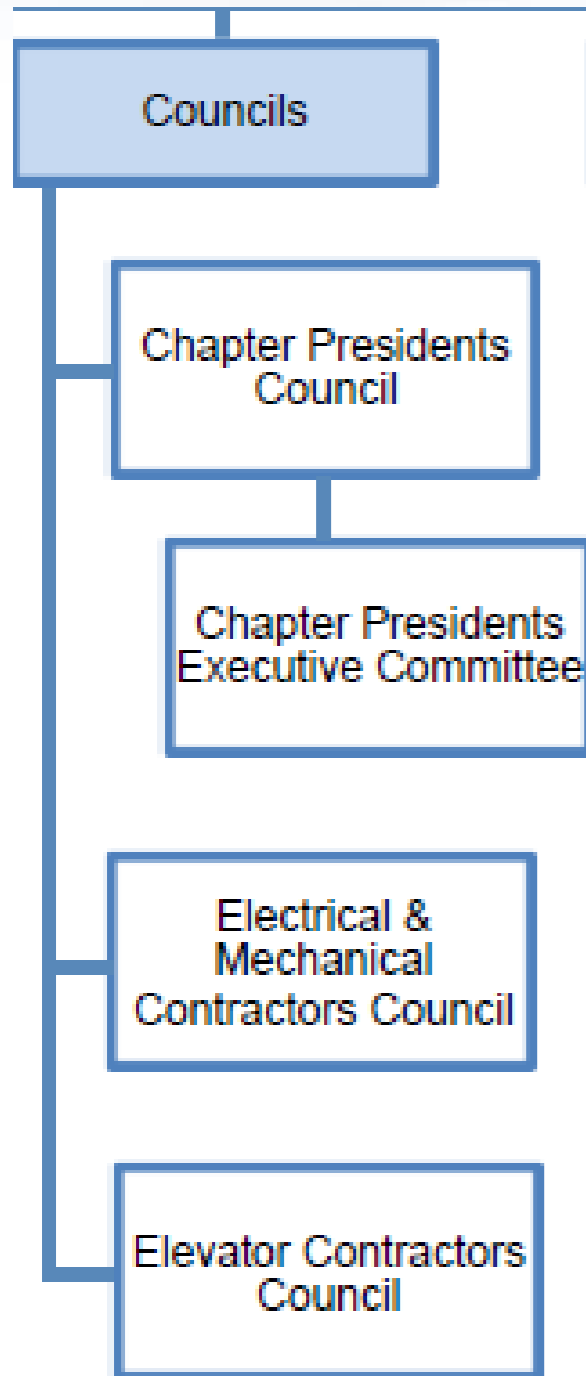 Councils
Chapter Presidents
Council
Chapter Presidents
Executive Committee
Electrical &
Mechanical
Contractors Council
Elevator Contractors
Council